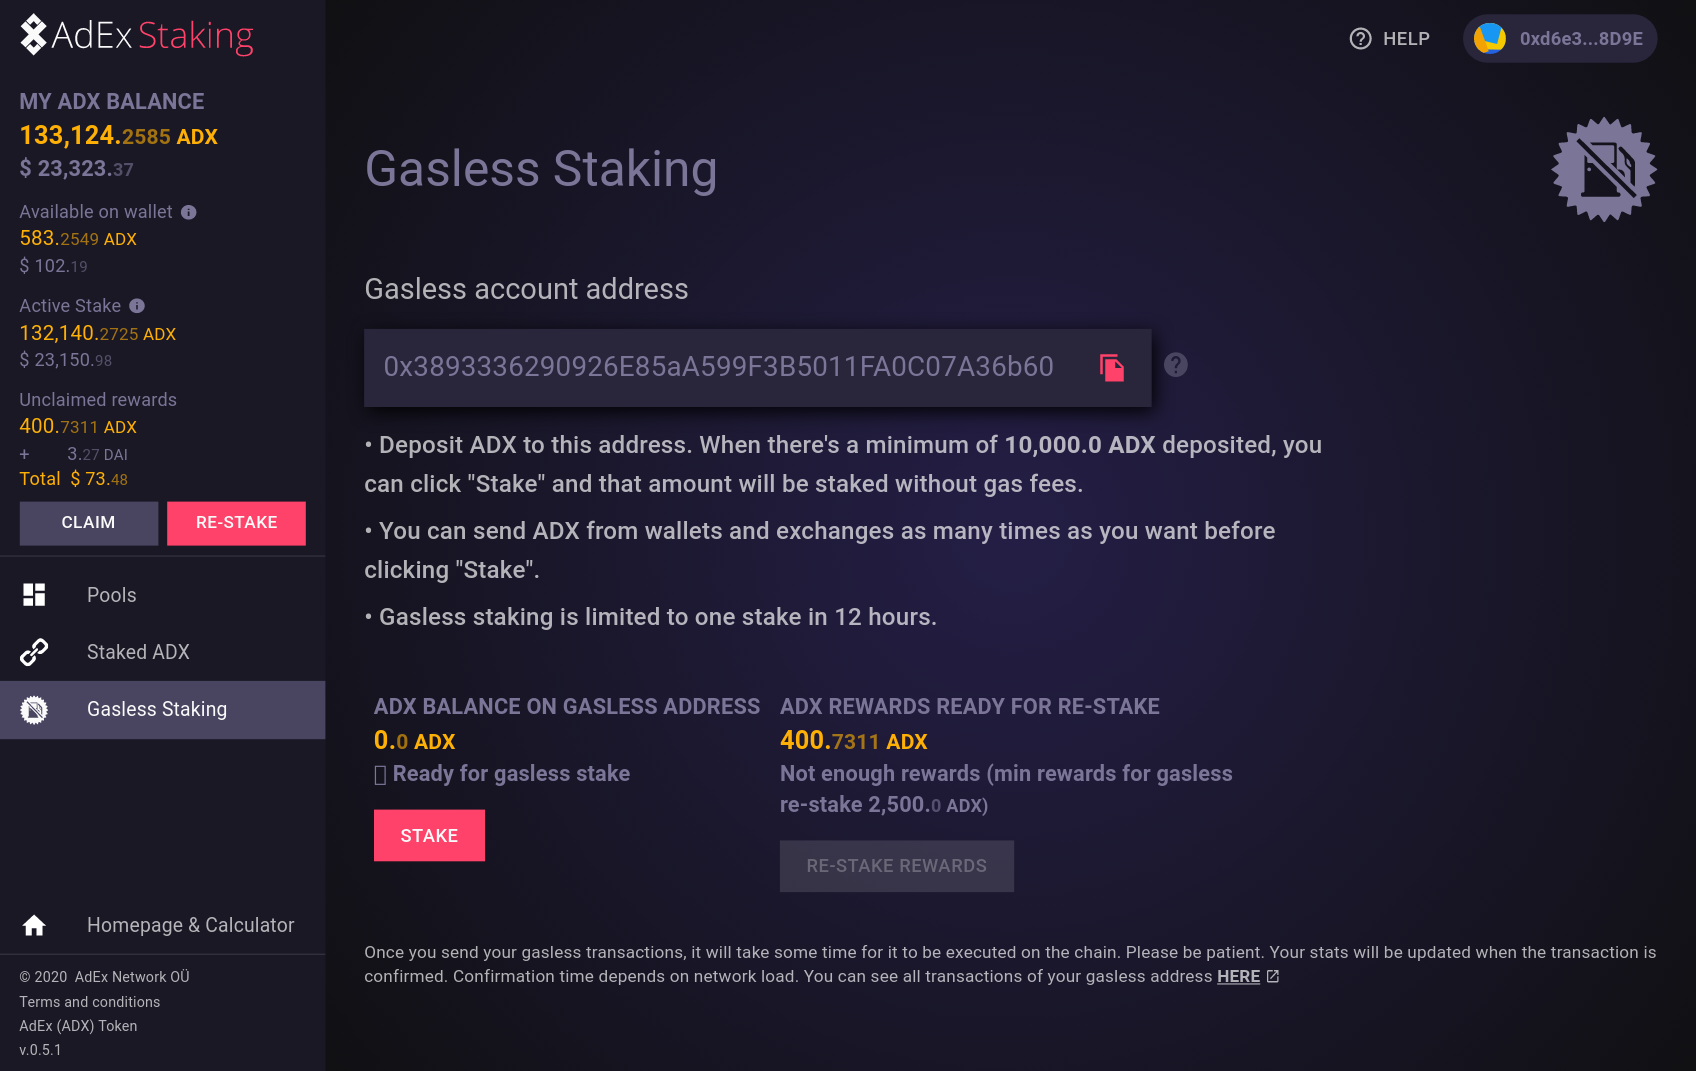 AdEx Staking
MY ADX BALANCE
133,124.2585 ADX
$ 23,323.37
Available on wallet
583.2549 ADX
$ 102.19
Active Stake
132,140.2725 ADX
$ 23,150.98
Unclaimed rewards
400.7311 ADX
+ 3.27 DAI
Total $ 73.48
CLAIM
RE-STAKE
Pools
Staked ADX
Gasless Staking
Homepage & Calculator
© 2020 AdEx Network OÜ
Terms and conditions
AdEx (ADX) Token
v.0.5.1
HELP
0xd6e3...8D9E
Gasless Staking
Gasless account address
0x3893336290926E85aA599F3B5011FA0C07A36b60
• Deposit ADX to this address. When there's a minimum of 10,000.0 ADX deposited, you
can click "Stake" and that amount will be staked without gas fees.
• You can send ADX from wallets and exchanges as many times as you want before
clicking "Stake".
• Gasless staking is limited to one stake in 12 hours.
ADX BALANCE ON GASLESS ADDRESS
0.0 ADX
Ready for gasless stake
STAKE
ADX REWARDS READY FOR RE-STAKE
400.7311 ADX
Not enough rewards (min rewards for gasless
re-stake 2,500.0 ADX)
RE-STAKE REWARDS
Once you send your gasless transactions, it will take some time for it to be executed on the chain. Please be patient. Your stats will be updated when the transaction is
confirmed. Confirmation time depends on network load. You can see all transactions of your gasless address HERE